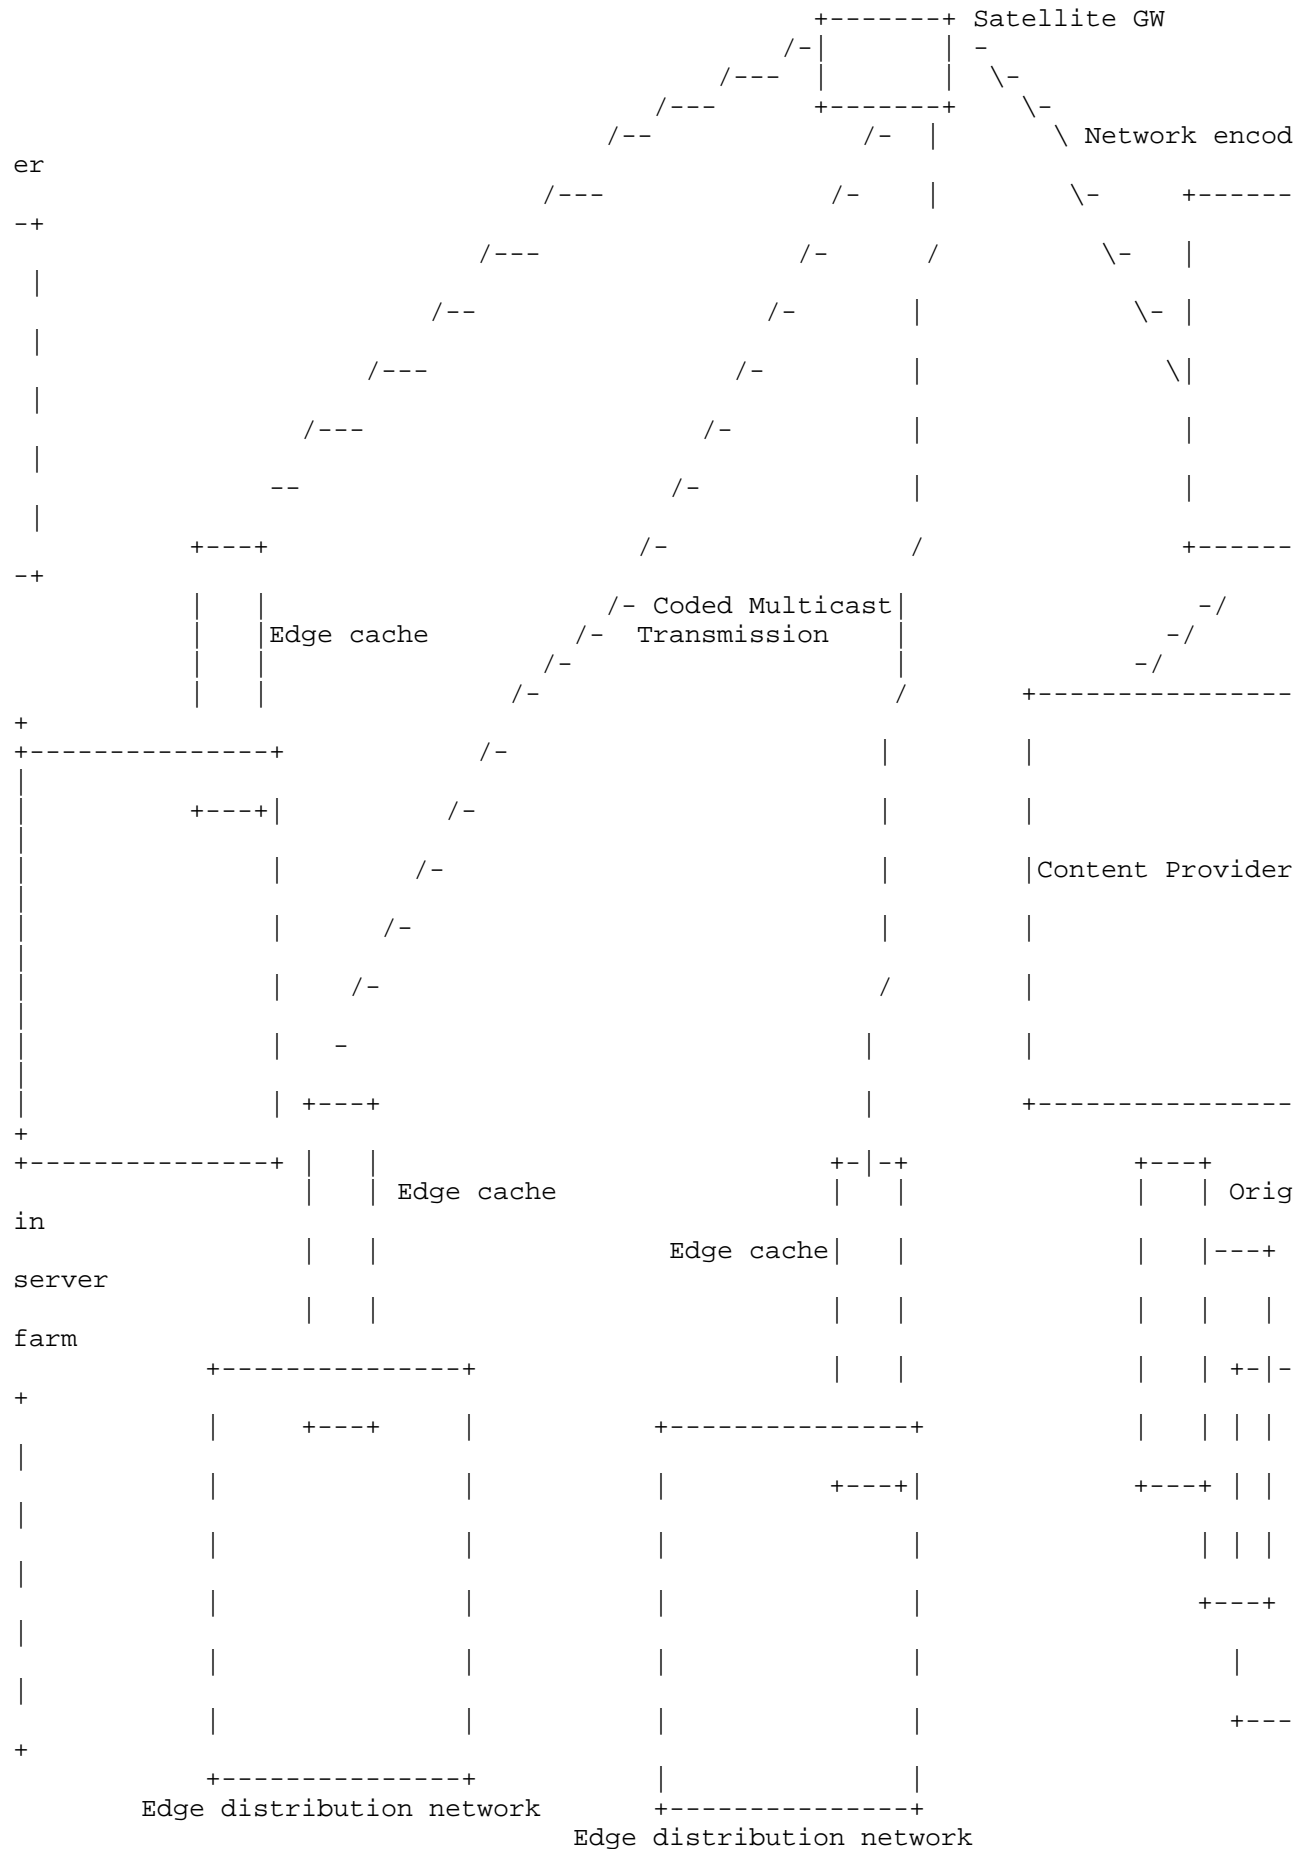 Satellite GW
Network encod
er
Coded Multicast
Edge cache Transmission
Content Provider
Edge cache Orig
in
Edge cache
server
farm
Edge distribution network
Edge distribution network